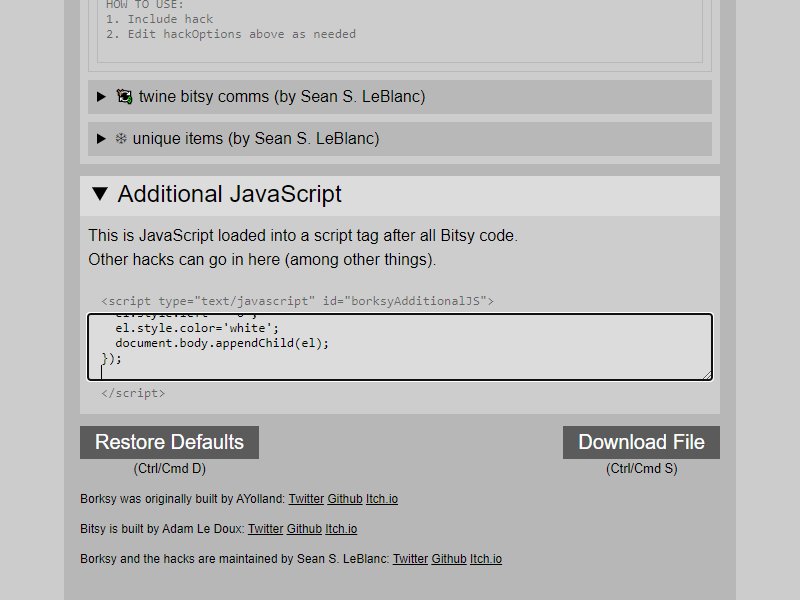 HOW TO USE:
1. Include hack
2. Edit hackOptions above as needed
▶ twine bitsy comms (by Sean S. LeBlanc)
▶ ❄ unique items (by Sean S. LeBlanc)
▼ Additional JavaScript
This is JavaScript loaded into a script tag after all Bitsy code.
Other hacks can go in here (among other things).
<script type="text/javascript" id="borksyAdditionalJS">
el.style.color='white';
document.body.appendChild(el);
});
</script>
Restore Defaults Download File
(Ctrl/Cmd D) (Ctrl/Cmd S)
Borksy was originally built by AYolland: Twitter Github Itch.io
Bitsy is built by Adam Le Doux: Twitter Github Itch.io
Borksy and the hacks are maintained by Sean S. LeBlanc: Twitter Github Itch.io